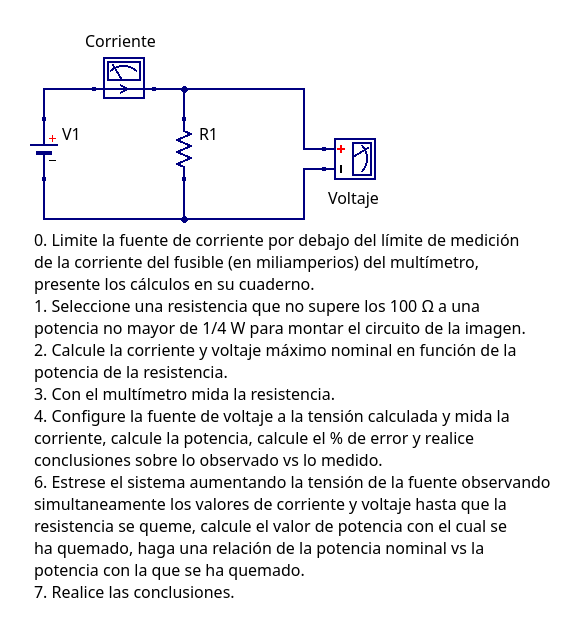 Corriente
V1
R1
Voltaje
0. Limite la fuente de corriente por debajo del límite de medición
de la corriente del fusible (en miliamperios) del multímetro,
presente los cálculos en su cuaderno.
1. Seleccione una resistencia que no supere los 100 Ω a una
potencia no mayor de 1/4 W para montar el circuito de la imagen.
2. Calcule la corriente y voltaje máximo nominal en función de la
potencia de la resistencia.
3. Con el multímetro mida la resistencia.
4. Configure la fuente de voltaje a la tensión calculada y mida la
corriente, calcule la potencia, calcule el % de error y realice
conclusiones sobre lo observado vs lo medido.
6. Estrese el sistema aumentando la tensión de la fuente observando
simultaneamente los valores de corriente y voltaje hasta que la
resistencia se queme, calcule el valor de potencia con el cual se
ha quemado, haga una relación de la potencia nominal vs la
potencia con la que se ha quemado.
7. Realice las conclusiones.